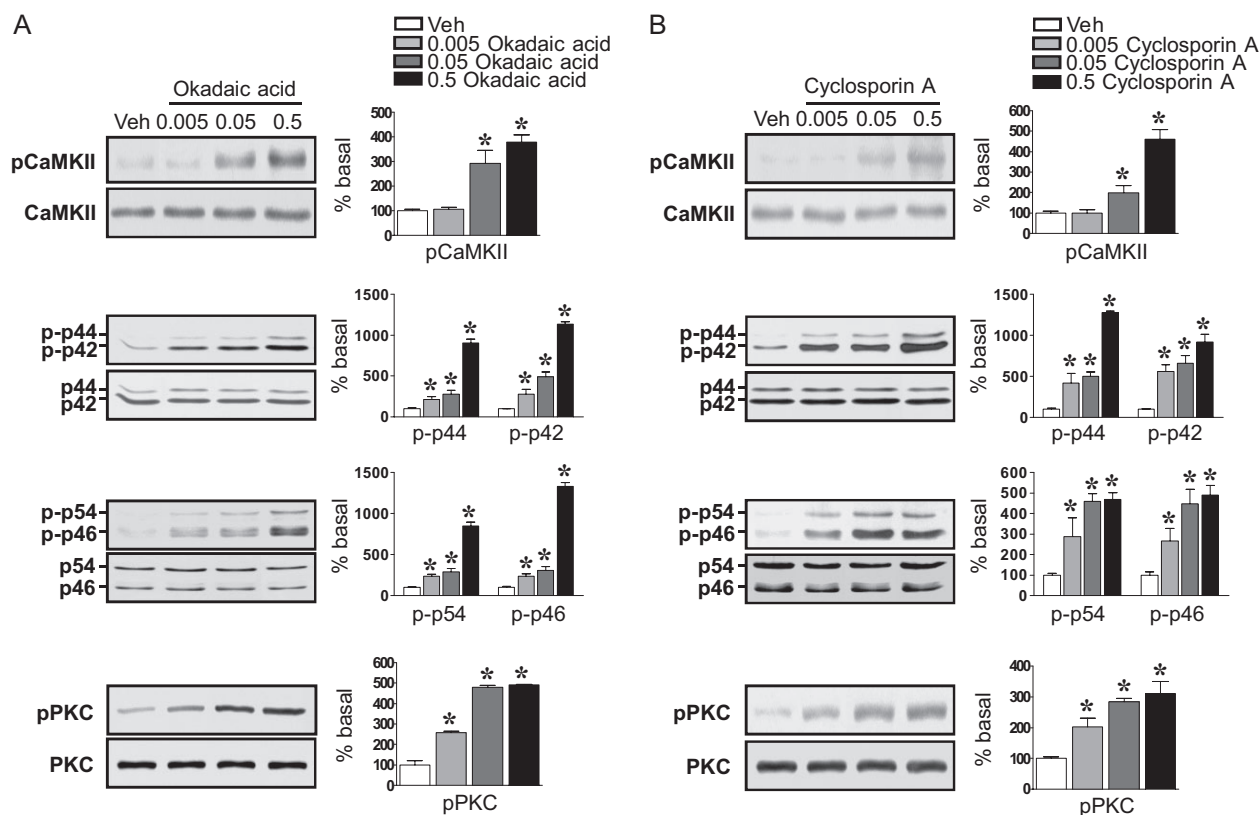 A
Veh
0.005 Okadaic acid
0.05 Okadaic acid
0.5 Okadaic acid
Okadaic acid
Veh 0.005 0.05 0.5
pCaMKII
CaMKII
% basal
500
400
300
200
100
0
* *
pCaMKII
p-p44
p-p42
p44
p42
% basal
1500
1000
500
0
* * * * * *
p-p44 p-p42
p-p54
p-p46
p54
p46
% basal
1500
1000
500
0
* * * * * *
p-p54 p-p46
pPKC
PKC
% basal
600
500
400
300
200
100
0
* * *
pPKC
B
Veh
0.005 Cyclosporin A
0.05 Cyclosporin A
0.5 Cyclosporin A
Cyclosporin A
Veh 0.005 0.05 0.5
pCaMKII
CaMKII
% basal
600
500
400
300
200
100
0
* *
pCaMKII
p-p44
p-p42
p44
p42
% basal
1500
1000
500
0
* * * * * *
p-p44 p-p42
p-p54
p-p46
p54
p46
% basal
600
500
400
300
200
100
0
* * * * * *
p-p54 p-p46
pPKC
PKC
% basal
400
300
200
100
0
* * *
pPKC